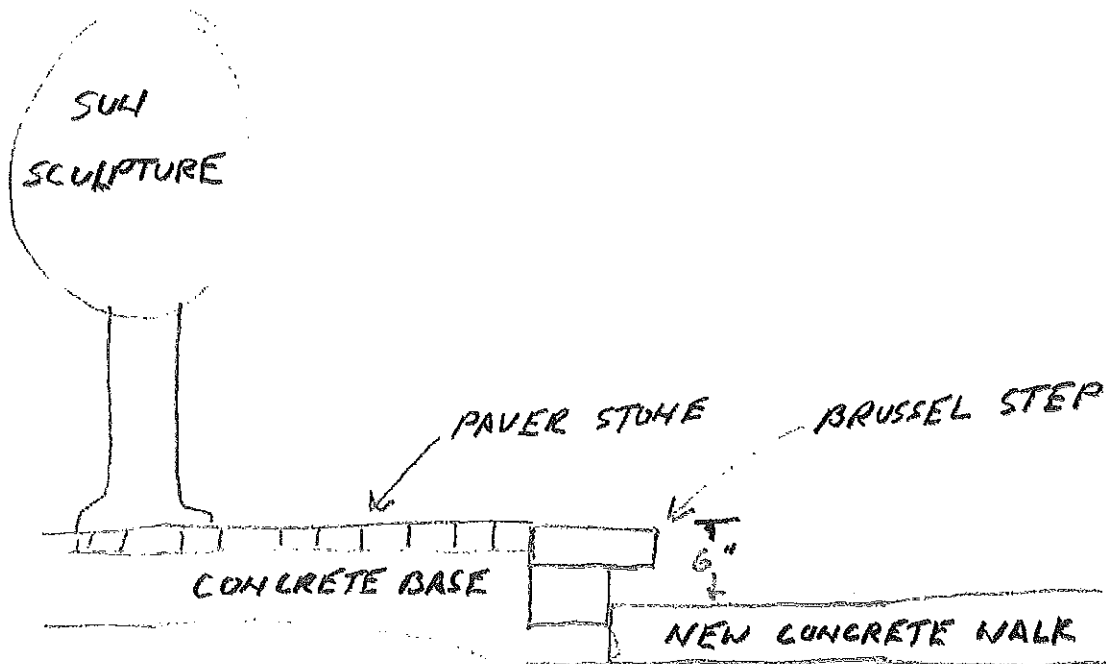 SUN
SCULPTURE
PAVER STONE
BRUSSEL STEP
6"
CONCRETE BASE
NEW CONCRETE WALK